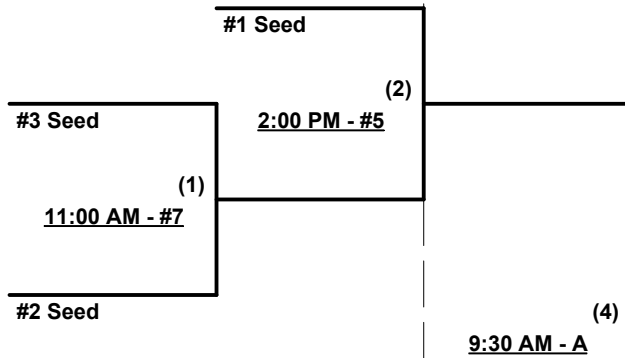 #1 Seed
(2)
#3 Seed
2:00 PM - #5
(1)
11:00 AM - #7
#2 Seed
(4)
9:30 AM - A